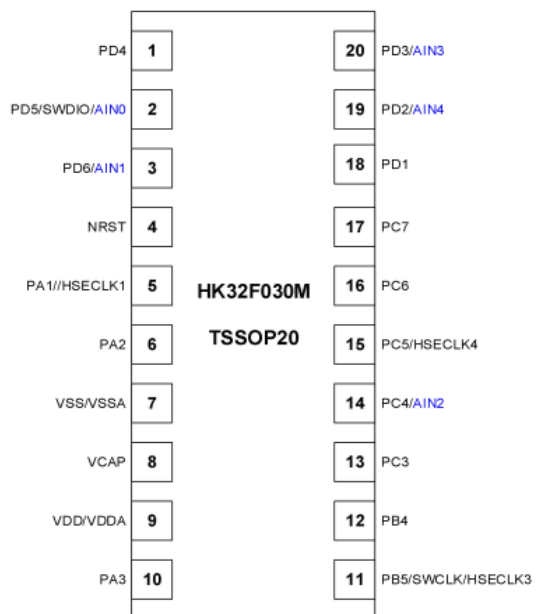 PD4 1 20 PD3/AIN3
PD5/SWDIO/AIN0 2 19 PD2/AIN4
PD6/AIN1 3 18 PD1
NRST 4 17 PC7
PA1//HSECLK1 5 16 PC6
HK32F030M
TSSOP20
PA2 6 15 PC5/HSECLK4
VSS/VSSA 7 14 PC4/AIN2
VCAP 8 13 PC3
VDD/VDDA 9 12 PB4
PA3 10 11 PB5/SWCLK/HSECLK3